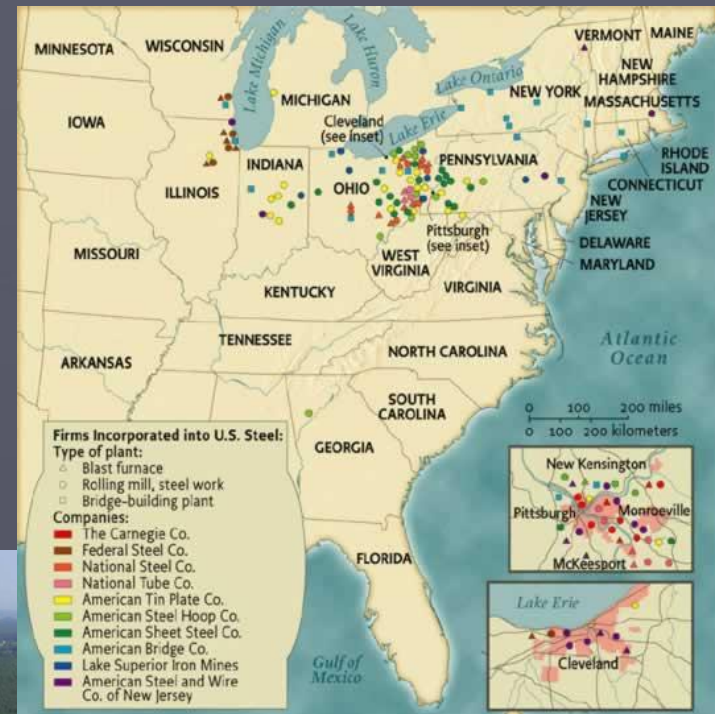 MINNESOTA
WISCONSIN
Lake Michigan
Lake Huron
Lake Ontario
VERMONT
MAINE
NEW
HAMPSHIRE
NEW YORK
MASSACHUSETTS
MICHIGAN
Cleveland
(see inset)
Lake Erie
IOWA
RHODE
ISLAND
CONNECTICUT
ILLINOIS
INDIANA
OHIO
PENNSYLVANIA
NEW
JERSEY
Pittsburgh
(see inset)
DELAWARE
MARYLAND
MISSOURI
WEST
VIRGINIA
VIRGINIA
KENTUCKY
TENNESSEE
NORTH CAROLINA
Atlantic
Ocean
ARKANSAS
SOUTH
CAROLINA
GEORGIA
0 100 200 miles
0 100 200 kilometers
Firms Incorporated into U.S. Steel:
Type of plant:
Blast furnace
Rolling mill, steel work
Bridge-building plant
Companies:
The Carnegie Co.
Federal Steel Co.
National Steel Co.
National Tube Co.
American Tin Plate Co.
American Steel Hoop Co.
American Sheet Steel Co.
American Bridge Co.
Lake Superior Iron Mines
American Steel and Wire
Co. of New Jersey
FLORIDA
Gulf of
Mexico
New Kensington
Pittsburgh
Monroeville
McKeesport
Lake Erie
Cleveland